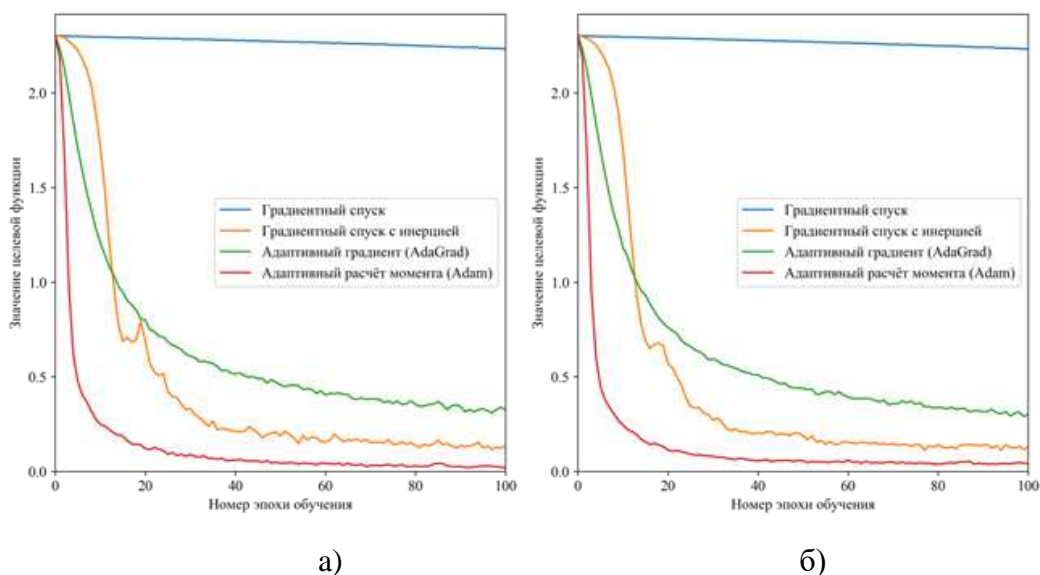 Значение целевой функции
2.0
1.5
1.0
0.5
0.0
Градиентный спуск
Градиентный спуск с инерцией
Адаптивный градиент (AdaGrad)
Адаптивный расчёт момента (Adam)
0 20 40 60 80 100
Номер эпохи обучения
а)
Значение целевой функции
2.0
1.5
1.0
0.5
0.0
Градиентный спуск
Градиентный спуск с инерцией
Адаптивный градиент (AdaGrad)
Адаптивный расчёт момента (Adam)
0 20 40 60 80 100
Номер эпохи обучения
б)